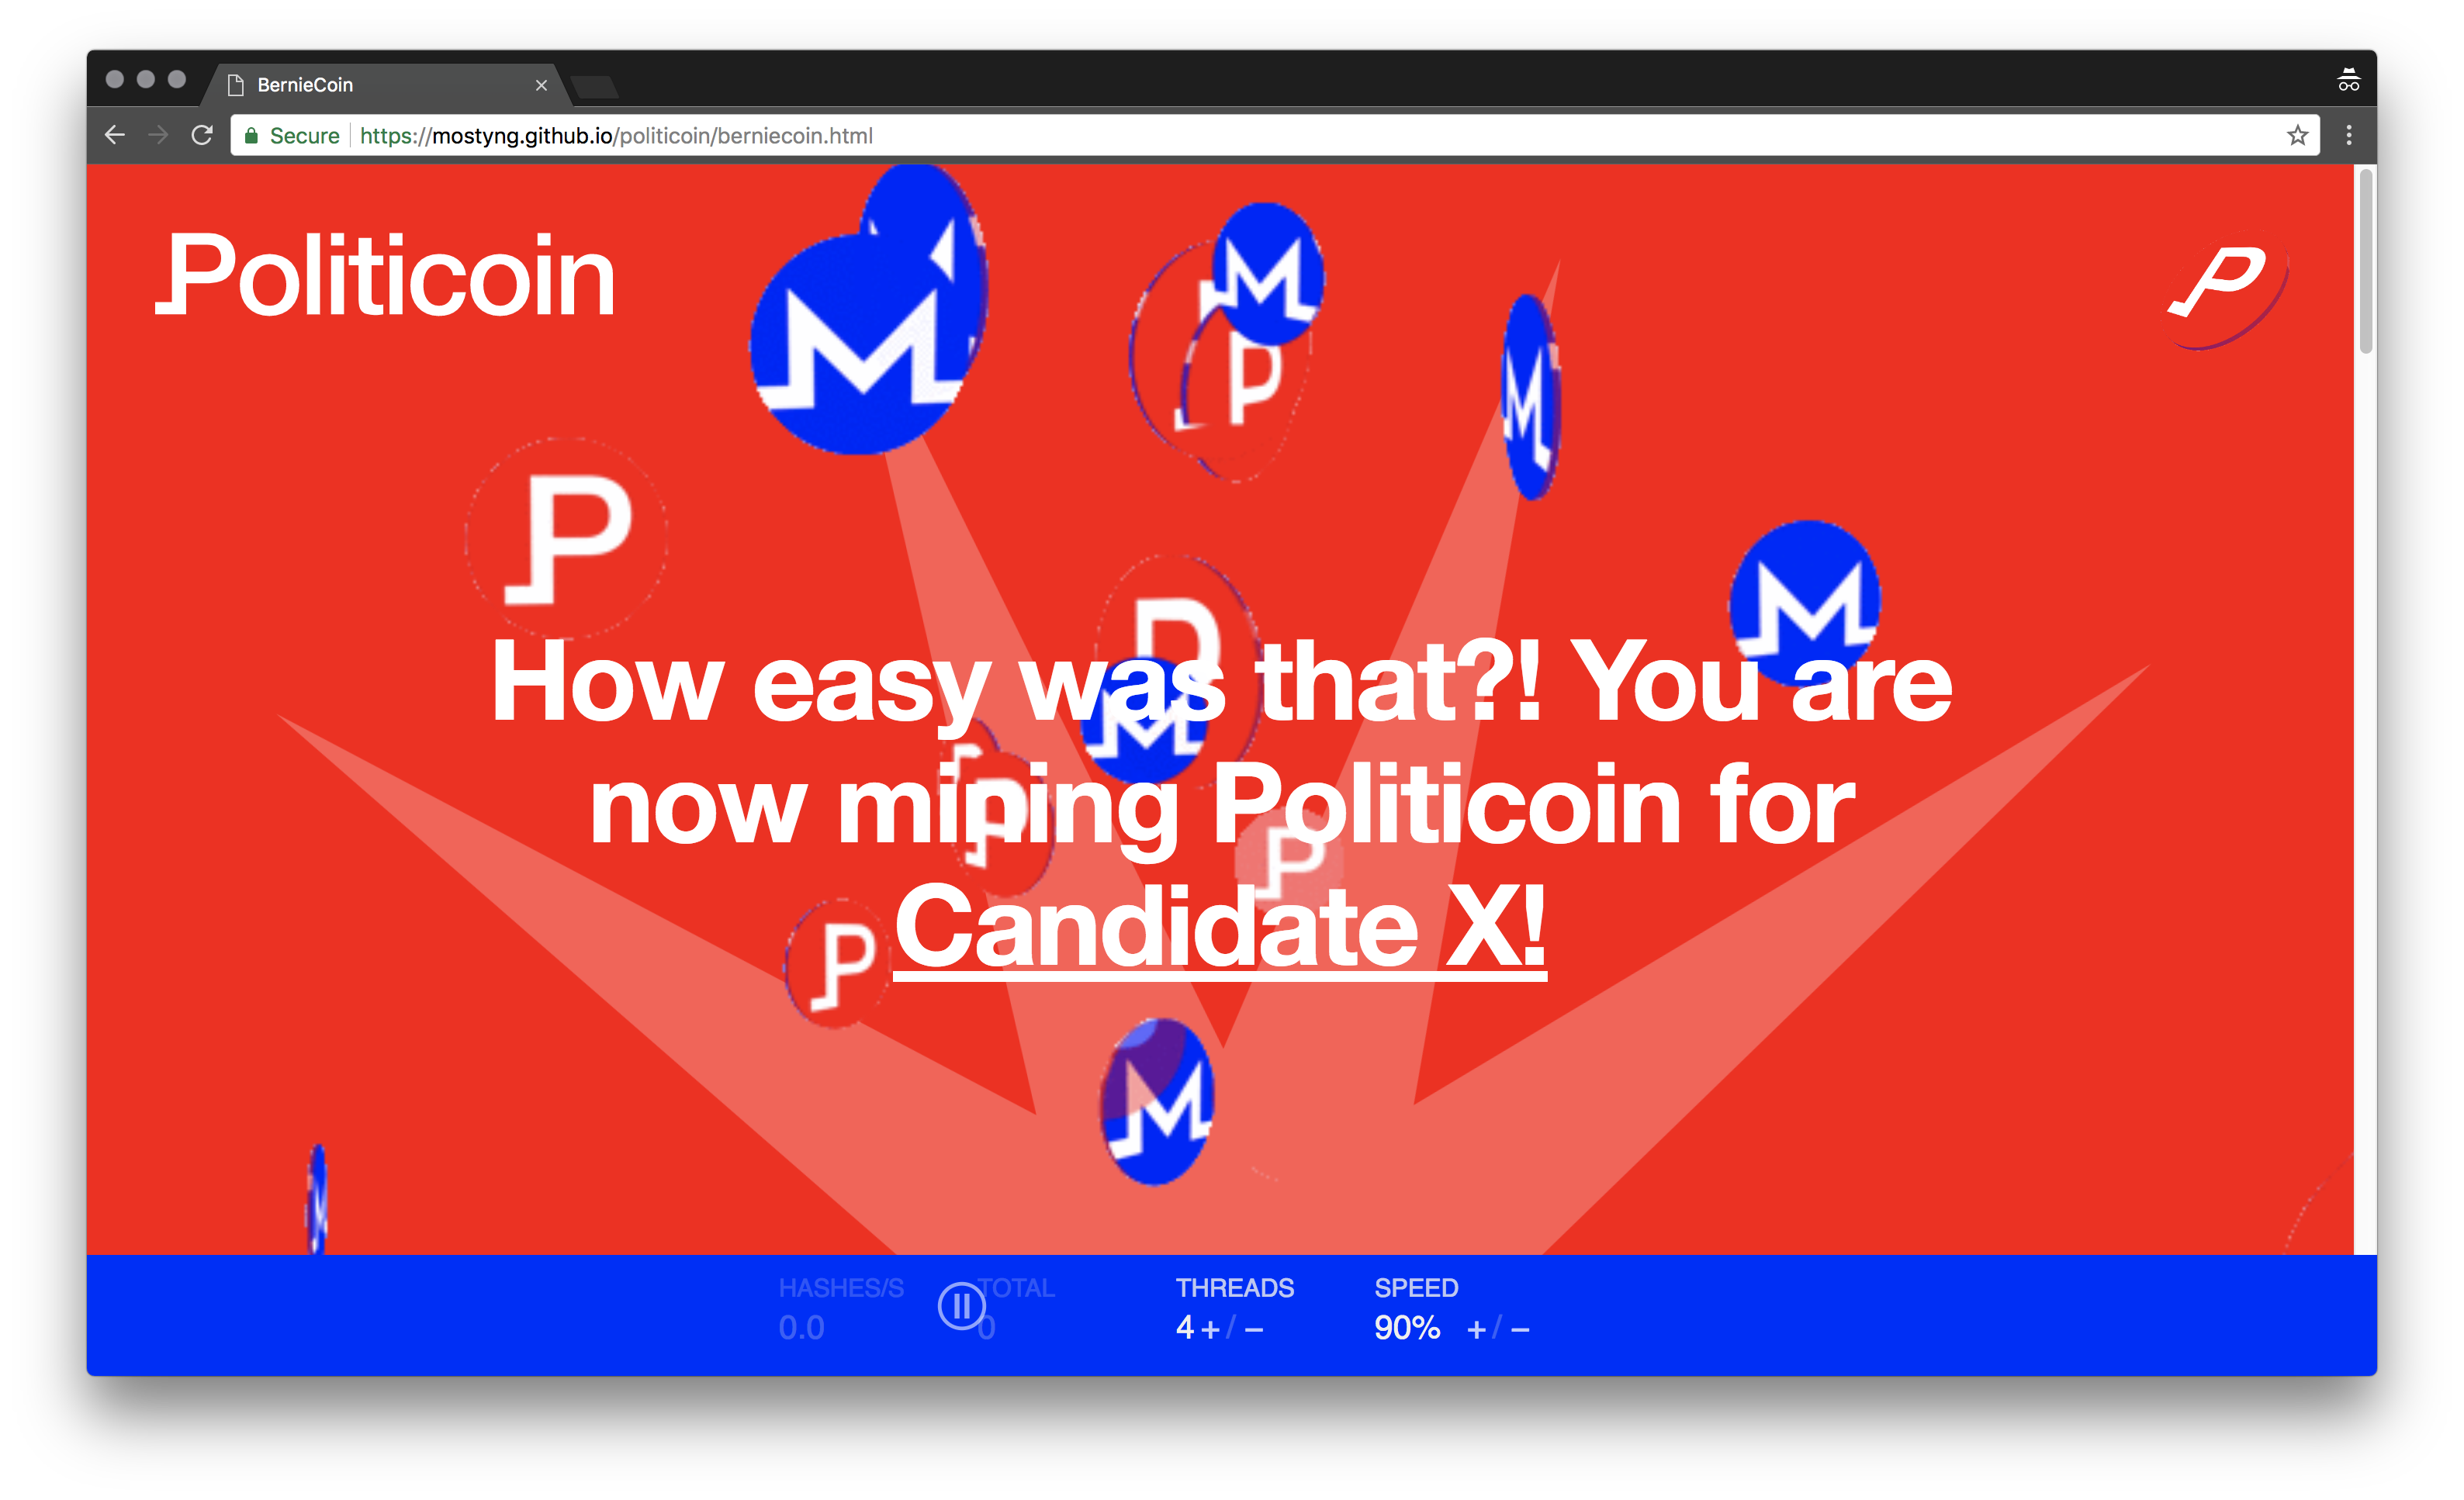 BernieCoin
Secure https://mostyng.github.io/politicoin/berniecoin.html
Politicoin
How easy was that?! You are
now mining Politicoin for
Candidate X!
HASHES/S TOTAL THREADS SPEED
0.0 0 4 + / − 90% + / −